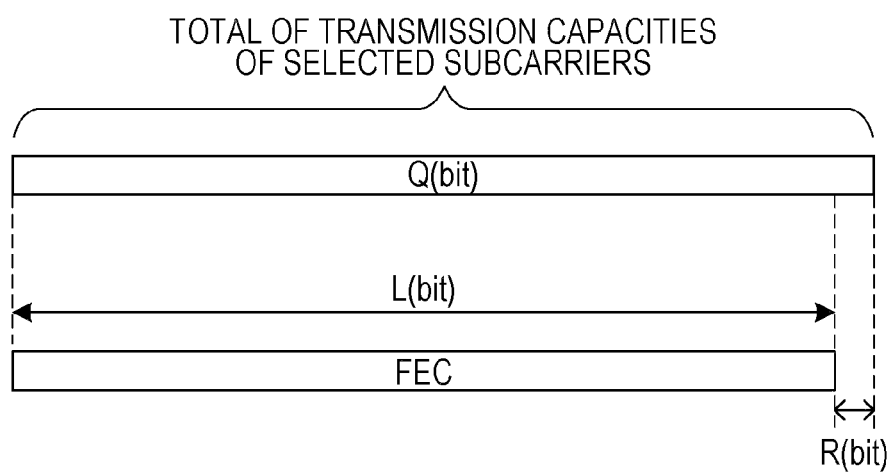 TOTAL OF TRANSMISSION CAPACITIES
OF SELECTED SUBCARRIERS
Q(bit)
L(bit)
FEC
R(bit)